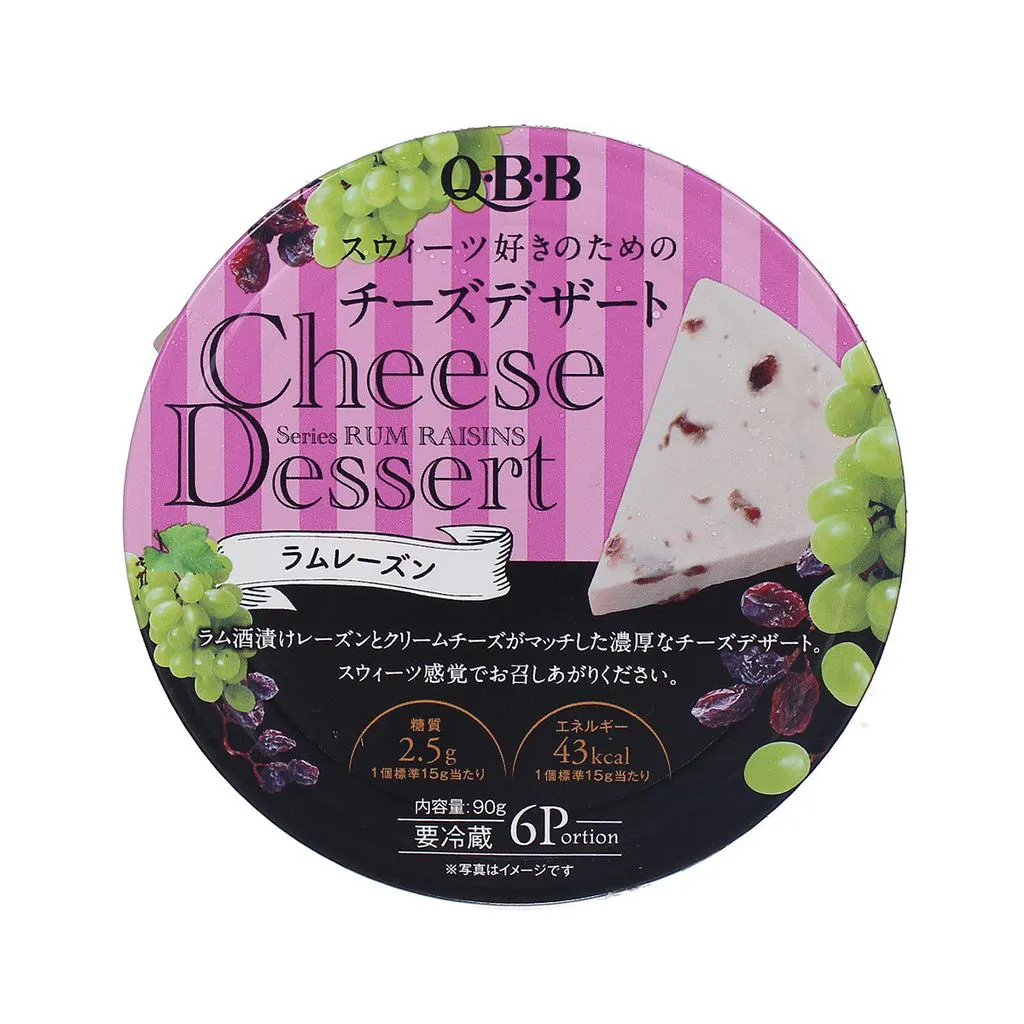 Q・B・B
スウィーツ好きのための
チーズデザート
Cheese
Series RUM RAISINS
Dessert
ラムレーズン
ラム酒漬けレーズンとクリームチーズがマッチした濃厚なチーズデザート。
スウィーツ感覚でお召しあがりください。
糖質
2.5g
1個標準15g当たり
エネルギー
43kcal
1個標準15g当たり
内容量:90g
要冷蔵
6Portion
※写真はイメージです